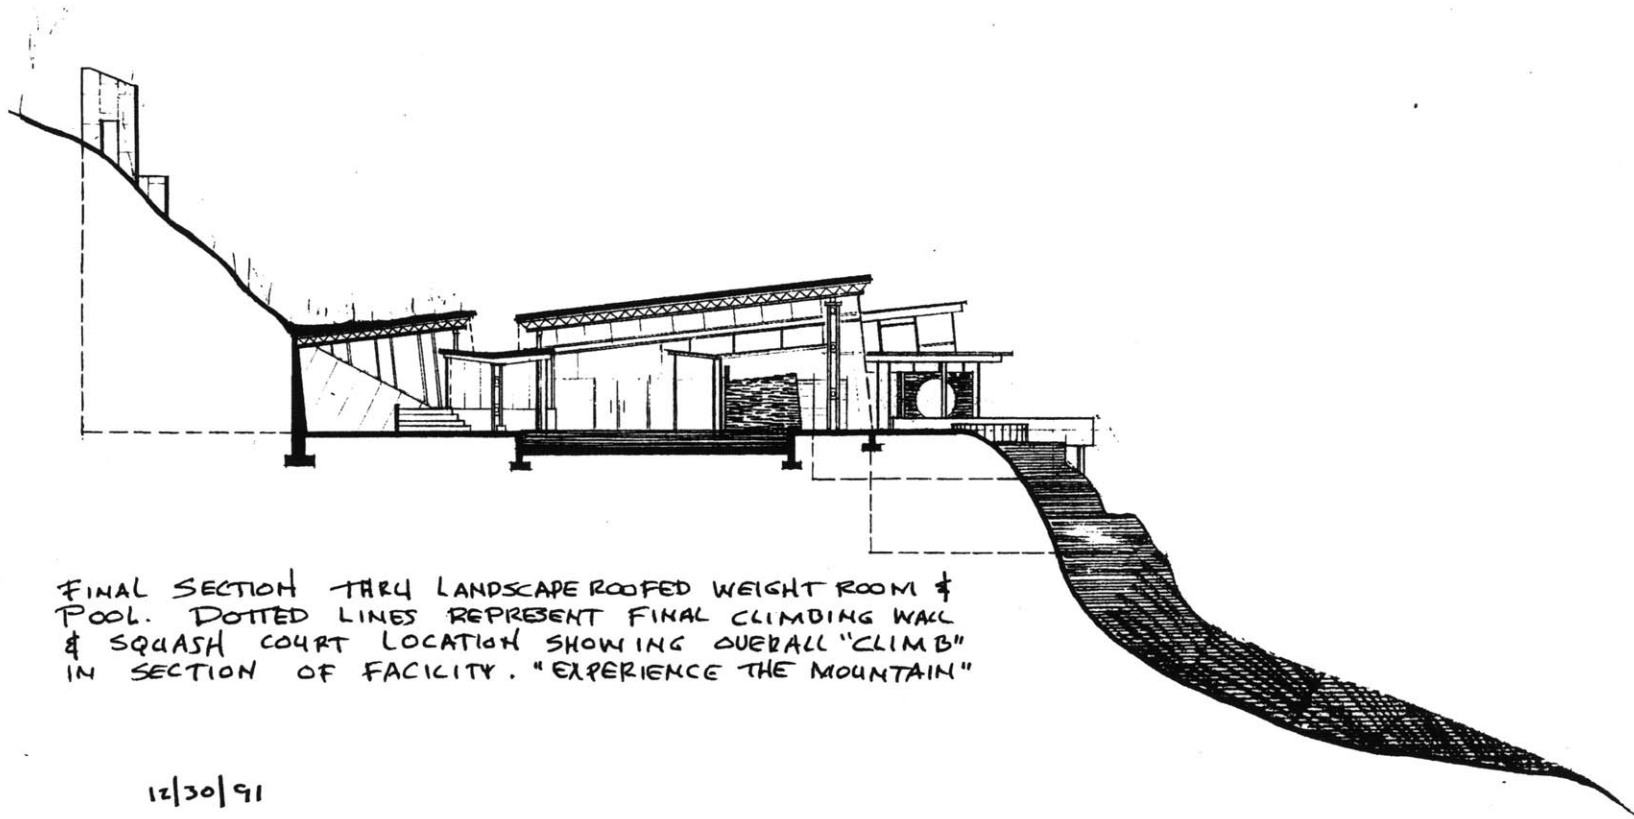 FINAL SECTION THRU LANDSCAPE ROOFED WEIGHT ROOM &
POOL. DOTTED LINES REPRESENT FINAL CLIMBING WALL
& SQUASH COURT LOCATION SHOWING OVERALL "CLIMB"
IN SECTION OF FACILITY. "EXPERIENCE THE MOUNTAIN"
12/30/91